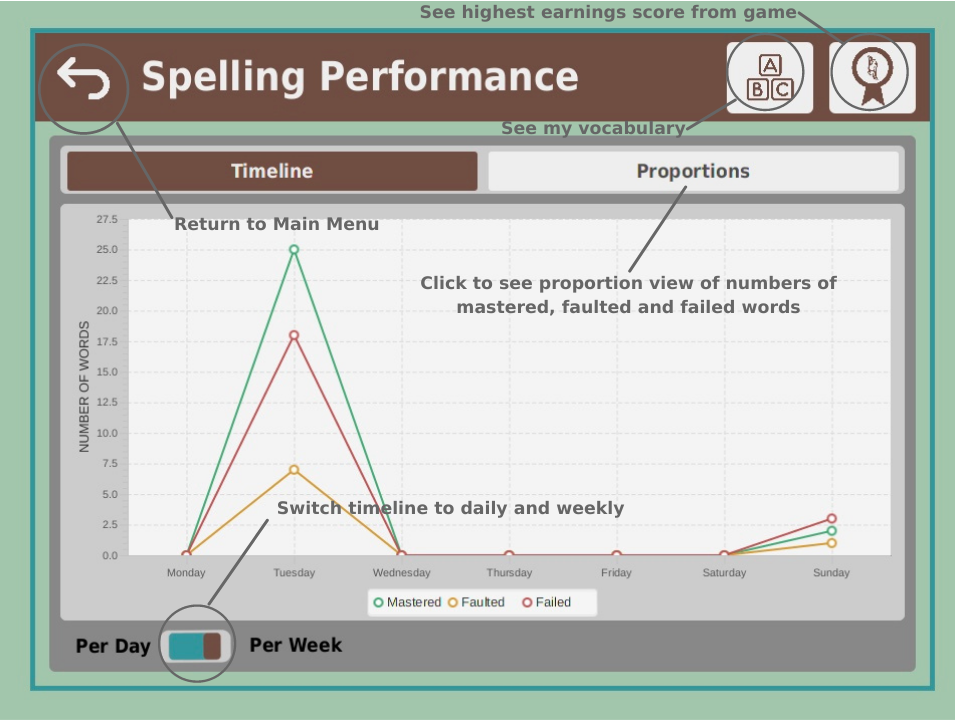 See highest earnings score from game
Spelling Performance
A
B C
See my vocabulary
Timeline
Proportions
Return to Main Menu
Click to see proportion view of numbers of
mastered, faulted and failed words
NUMBER OF WORDS
27.5
25.0
22.5
20.0
17.5
15.0
12.5
10.0
7.5
5.0
2.5
0.0
Switch timeline to daily and weekly
Monday Tuesday Wednesday Thursday Friday Saturday Sunday
Mastered Faulted Failed
Per Day Per Week